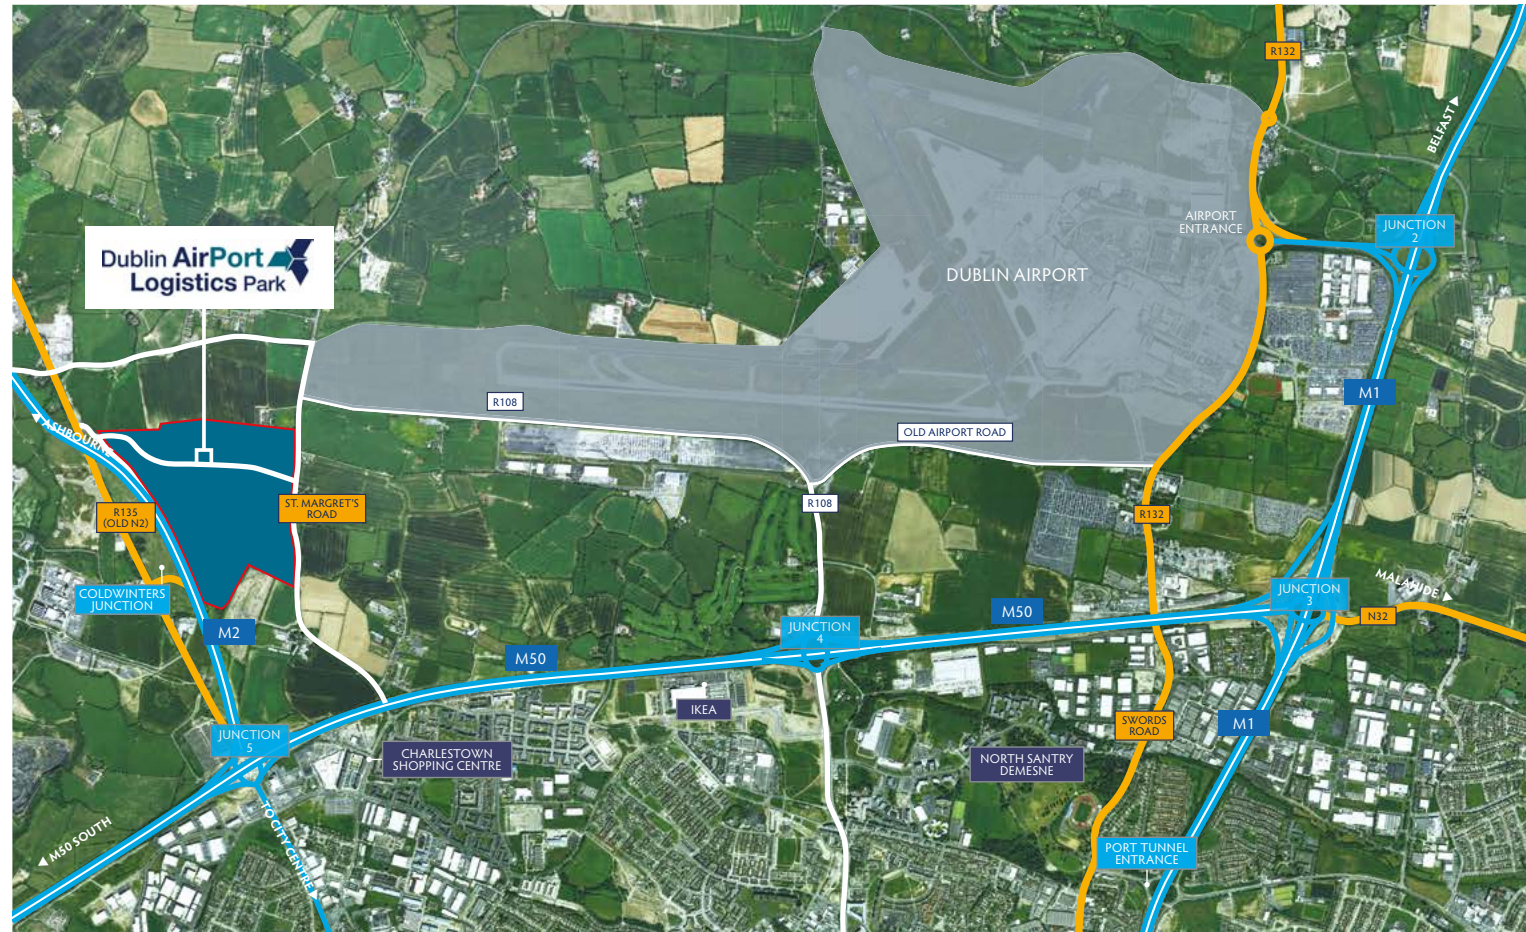 R132
BELFAST
AIRPORT
ENTRANCE
JUNCTION
2
Dublin AirPort
Logistics Park
DUBLIN AIRPORT
M1
R108
OLD AIRPORT ROAD
ASHBOURNE
R135
(OLD N2)
ST. MARGRET'S
ROAD
R108
R132
COLDWINTERS
JUNCTION
MALAHIDE
JUNCTION
3
N32
M50
M2
JUNCTION
4
M50
IKEA
SWORDS
ROAD
M1
JUNCTION
5
CHARLESTOWN
SHOPPING CENTRE
NORTH SANTRY
DEMESNE
M50 SOUTH
TO CITY CENTRE
PORT TUNNEL
ENTRANCE